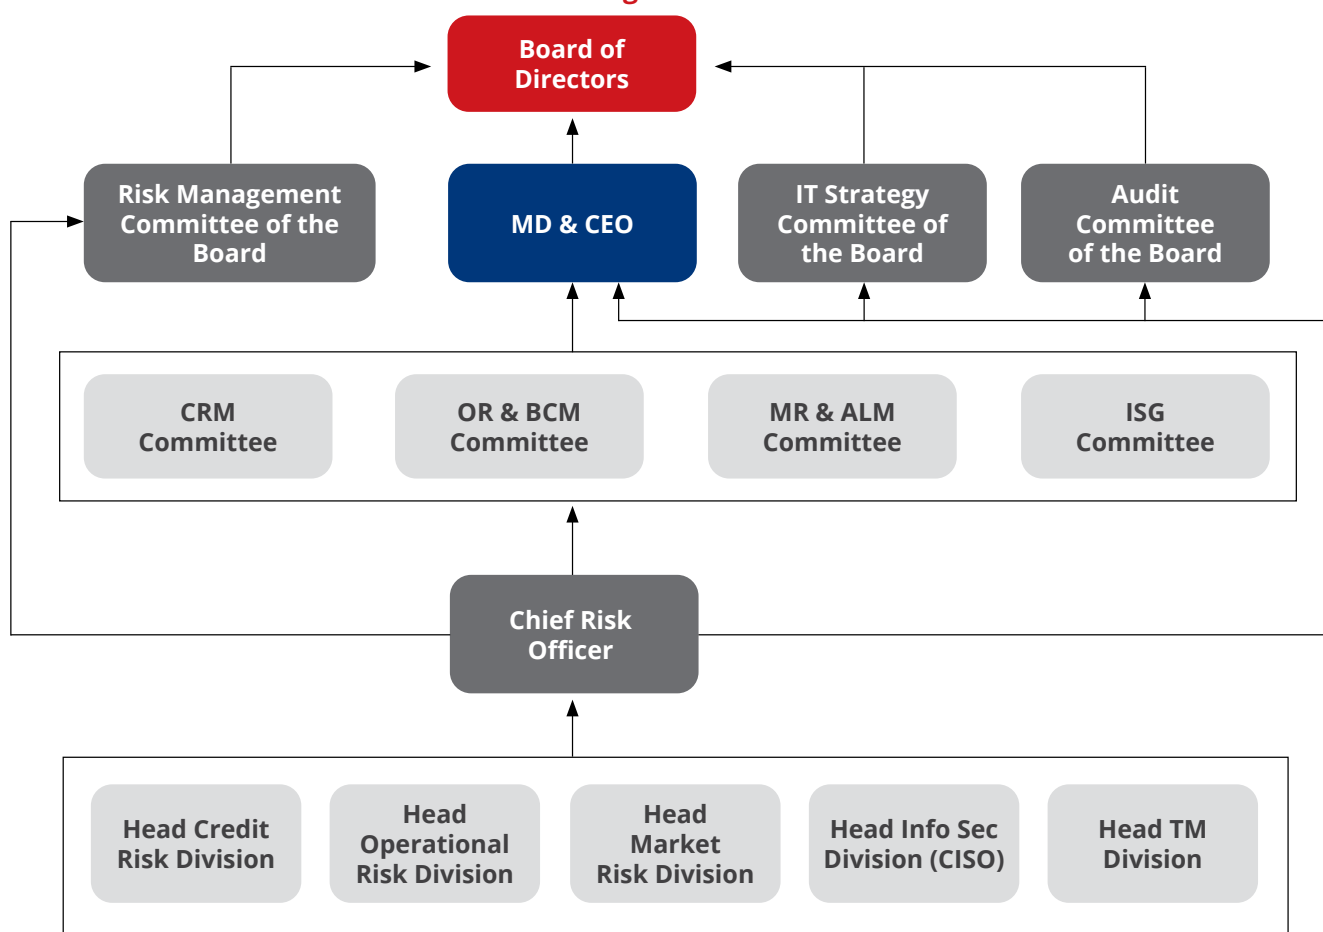 Board of
Directors
Risk Management
Committee of the
Board
MD & CEO
IT Strategy
Committee of
the Board
Audit
Committee
of the Board
CRM
Committee
OR & BCM
Committee
MR & ALM
Committee
ISG
Committee
Chief Risk
Officer
Head Credit
Risk Division
Head
Operational
Risk Division
Head
Market
Risk Division
Head Info Sec
Division (CISO)
Head TM
Division